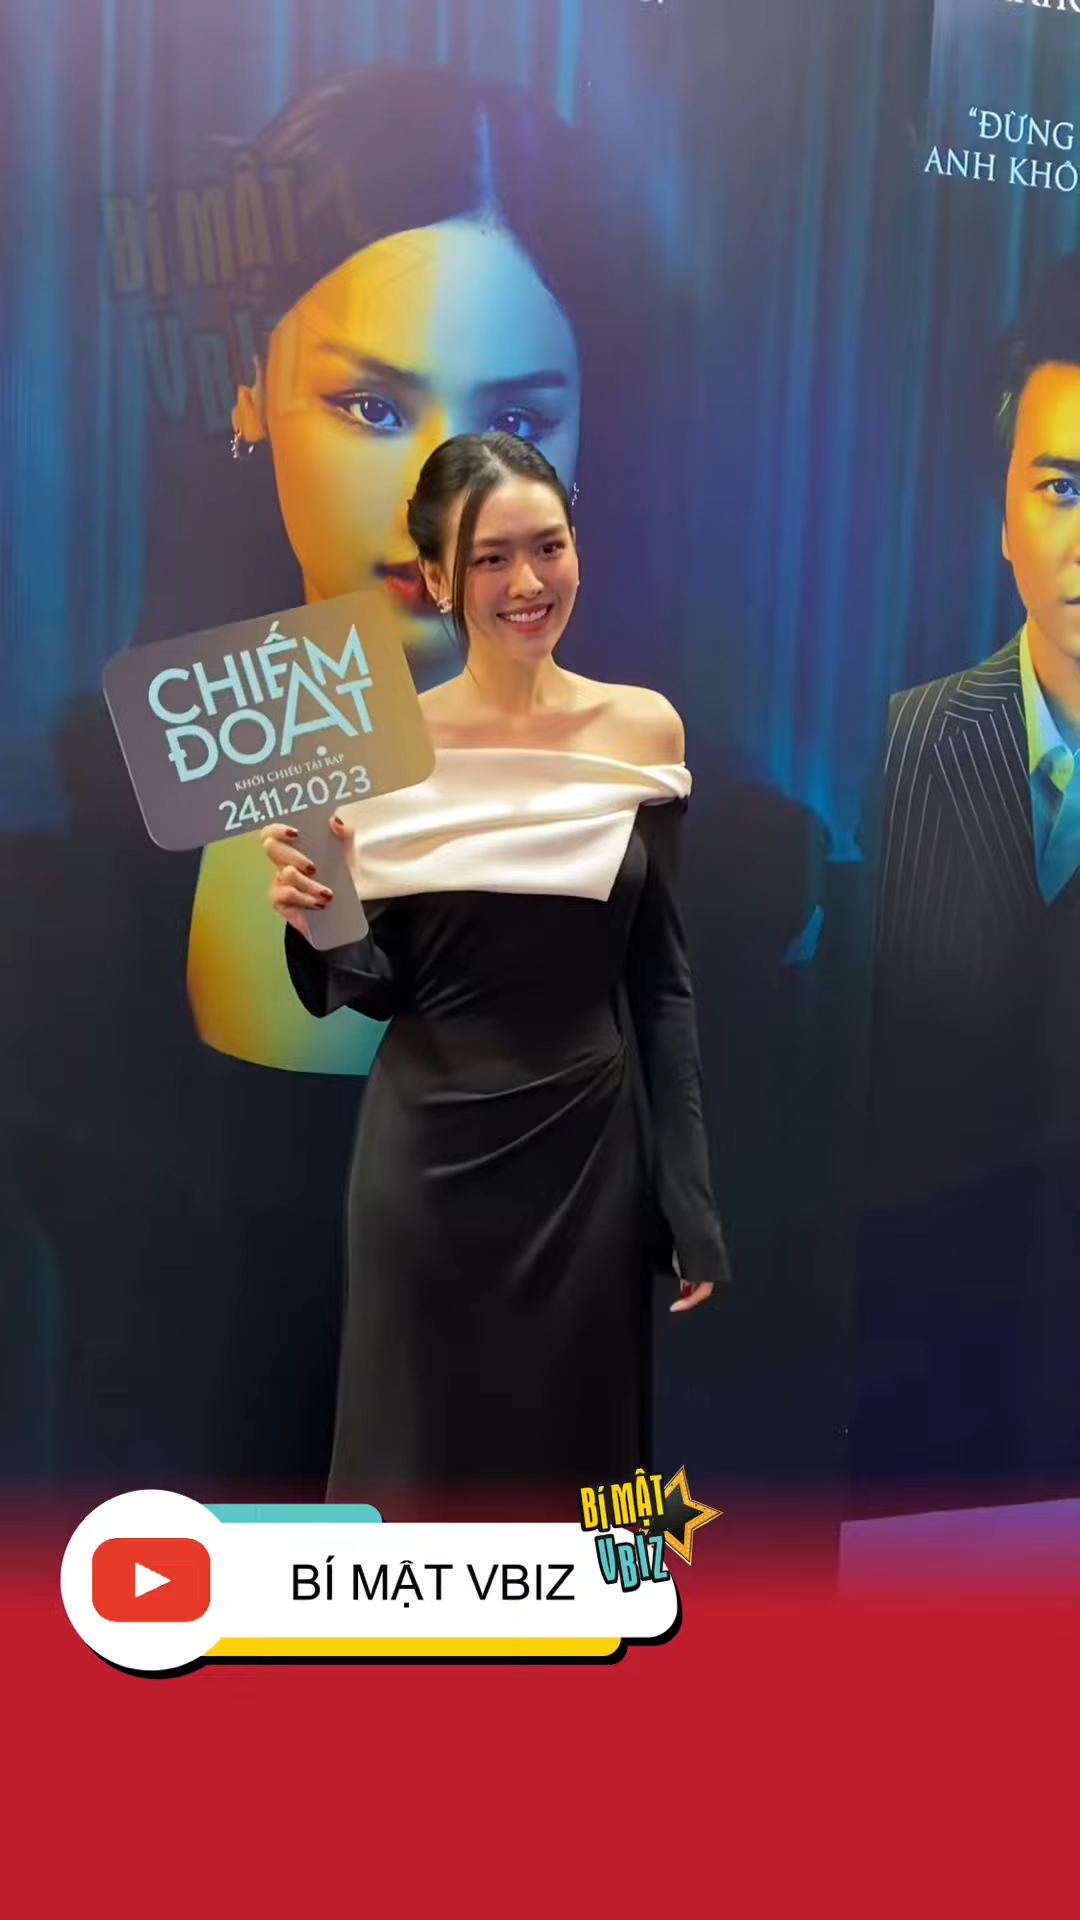 "ĐỪNG
ANH KHÔ
BÍ MẬT
VBIZ
CHIẾM
ĐOẠT
KHỞI CHIẾU TẠI RẠP
24.11.2023
BÍ MẬT VBIZ
BÍ MẬT
VBIZ